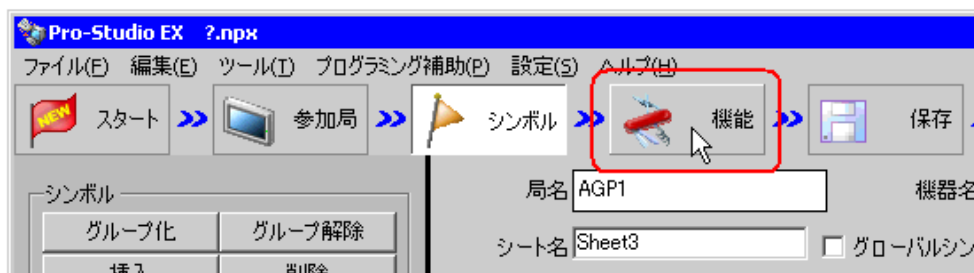 Pro-Studio EX ?.npx
ファイル(F) 編集(E) ツール(T) プログラミング補助(P) 設定(S) ヘルプ(H)
NEW スタート 参加局 シンボル 機能 保存
シンボル
局名 AGP1 機器名
グループ化 グループ解除
シート名 Sheet3 グローバルシン
挿入 削除